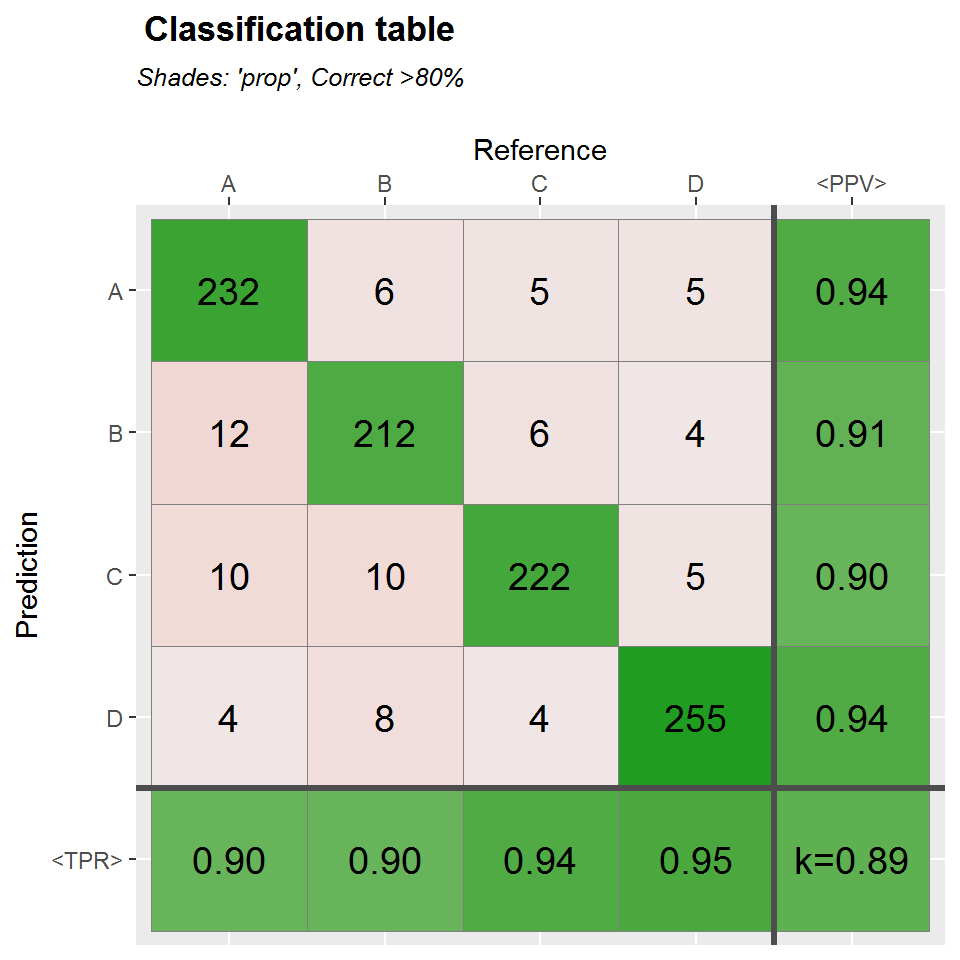 Classification table
Shades: 'prop', Correct >80%
Reference
A B C D <PPV>
A 232 6 5 5 0.94
B 12 212 6 4 0.91
Prediction
C 10 10 222 5 0.90
D 4 8 4 255 0.94
<TPR> 0.90 0.90 0.94 0.95 k=0.89